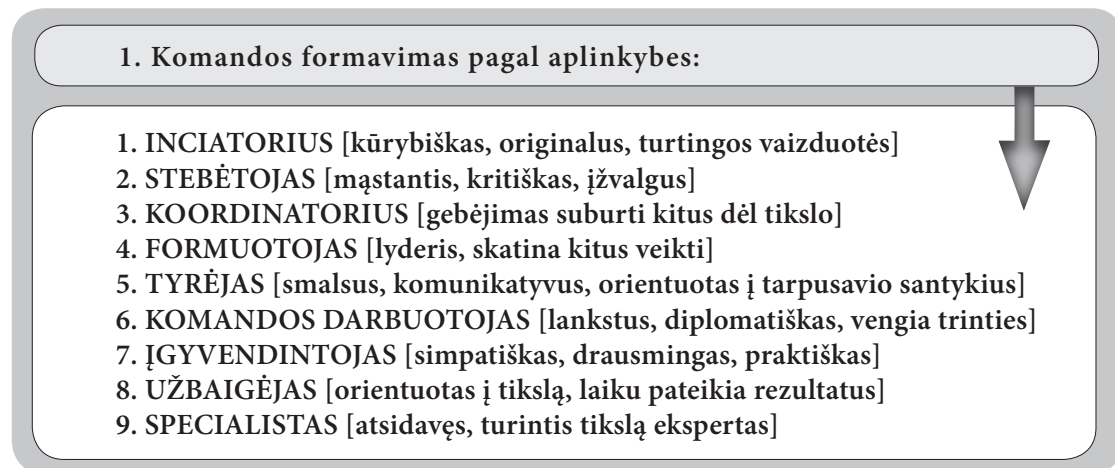 1. Komandos formavimas pagal aplinkybes:
1. INCIATORIUS [kūrybiškas, originalus, turtingos vaizduotės]
2. STEBĖTOJAS [mąstantis, kritiškas, įžvalgus]
3. KOORDINATORIUS [gebėjimas suburti kitus dėl tikslo]
4. FORMUOTOJAS [lyderis, skatina kitus veikti]
5. TYRĖJAS [smalsus, komunikatyvus, orientuotas į tarpusavio santykius]
6. KOMANDOS DARBUOTOJAS [lankstus, diplomatiškas, vengia trinties]
7. ĮGYVENDINTOJAS [simpatiškas, drausmingas, praktiškas]
8. UŽBAIGĖJAS [orientuotas į tikslą, laiku pateikia rezultatus]
9. SPECIALISTAS [atsidavęs, turintis tikslą ekspertas]